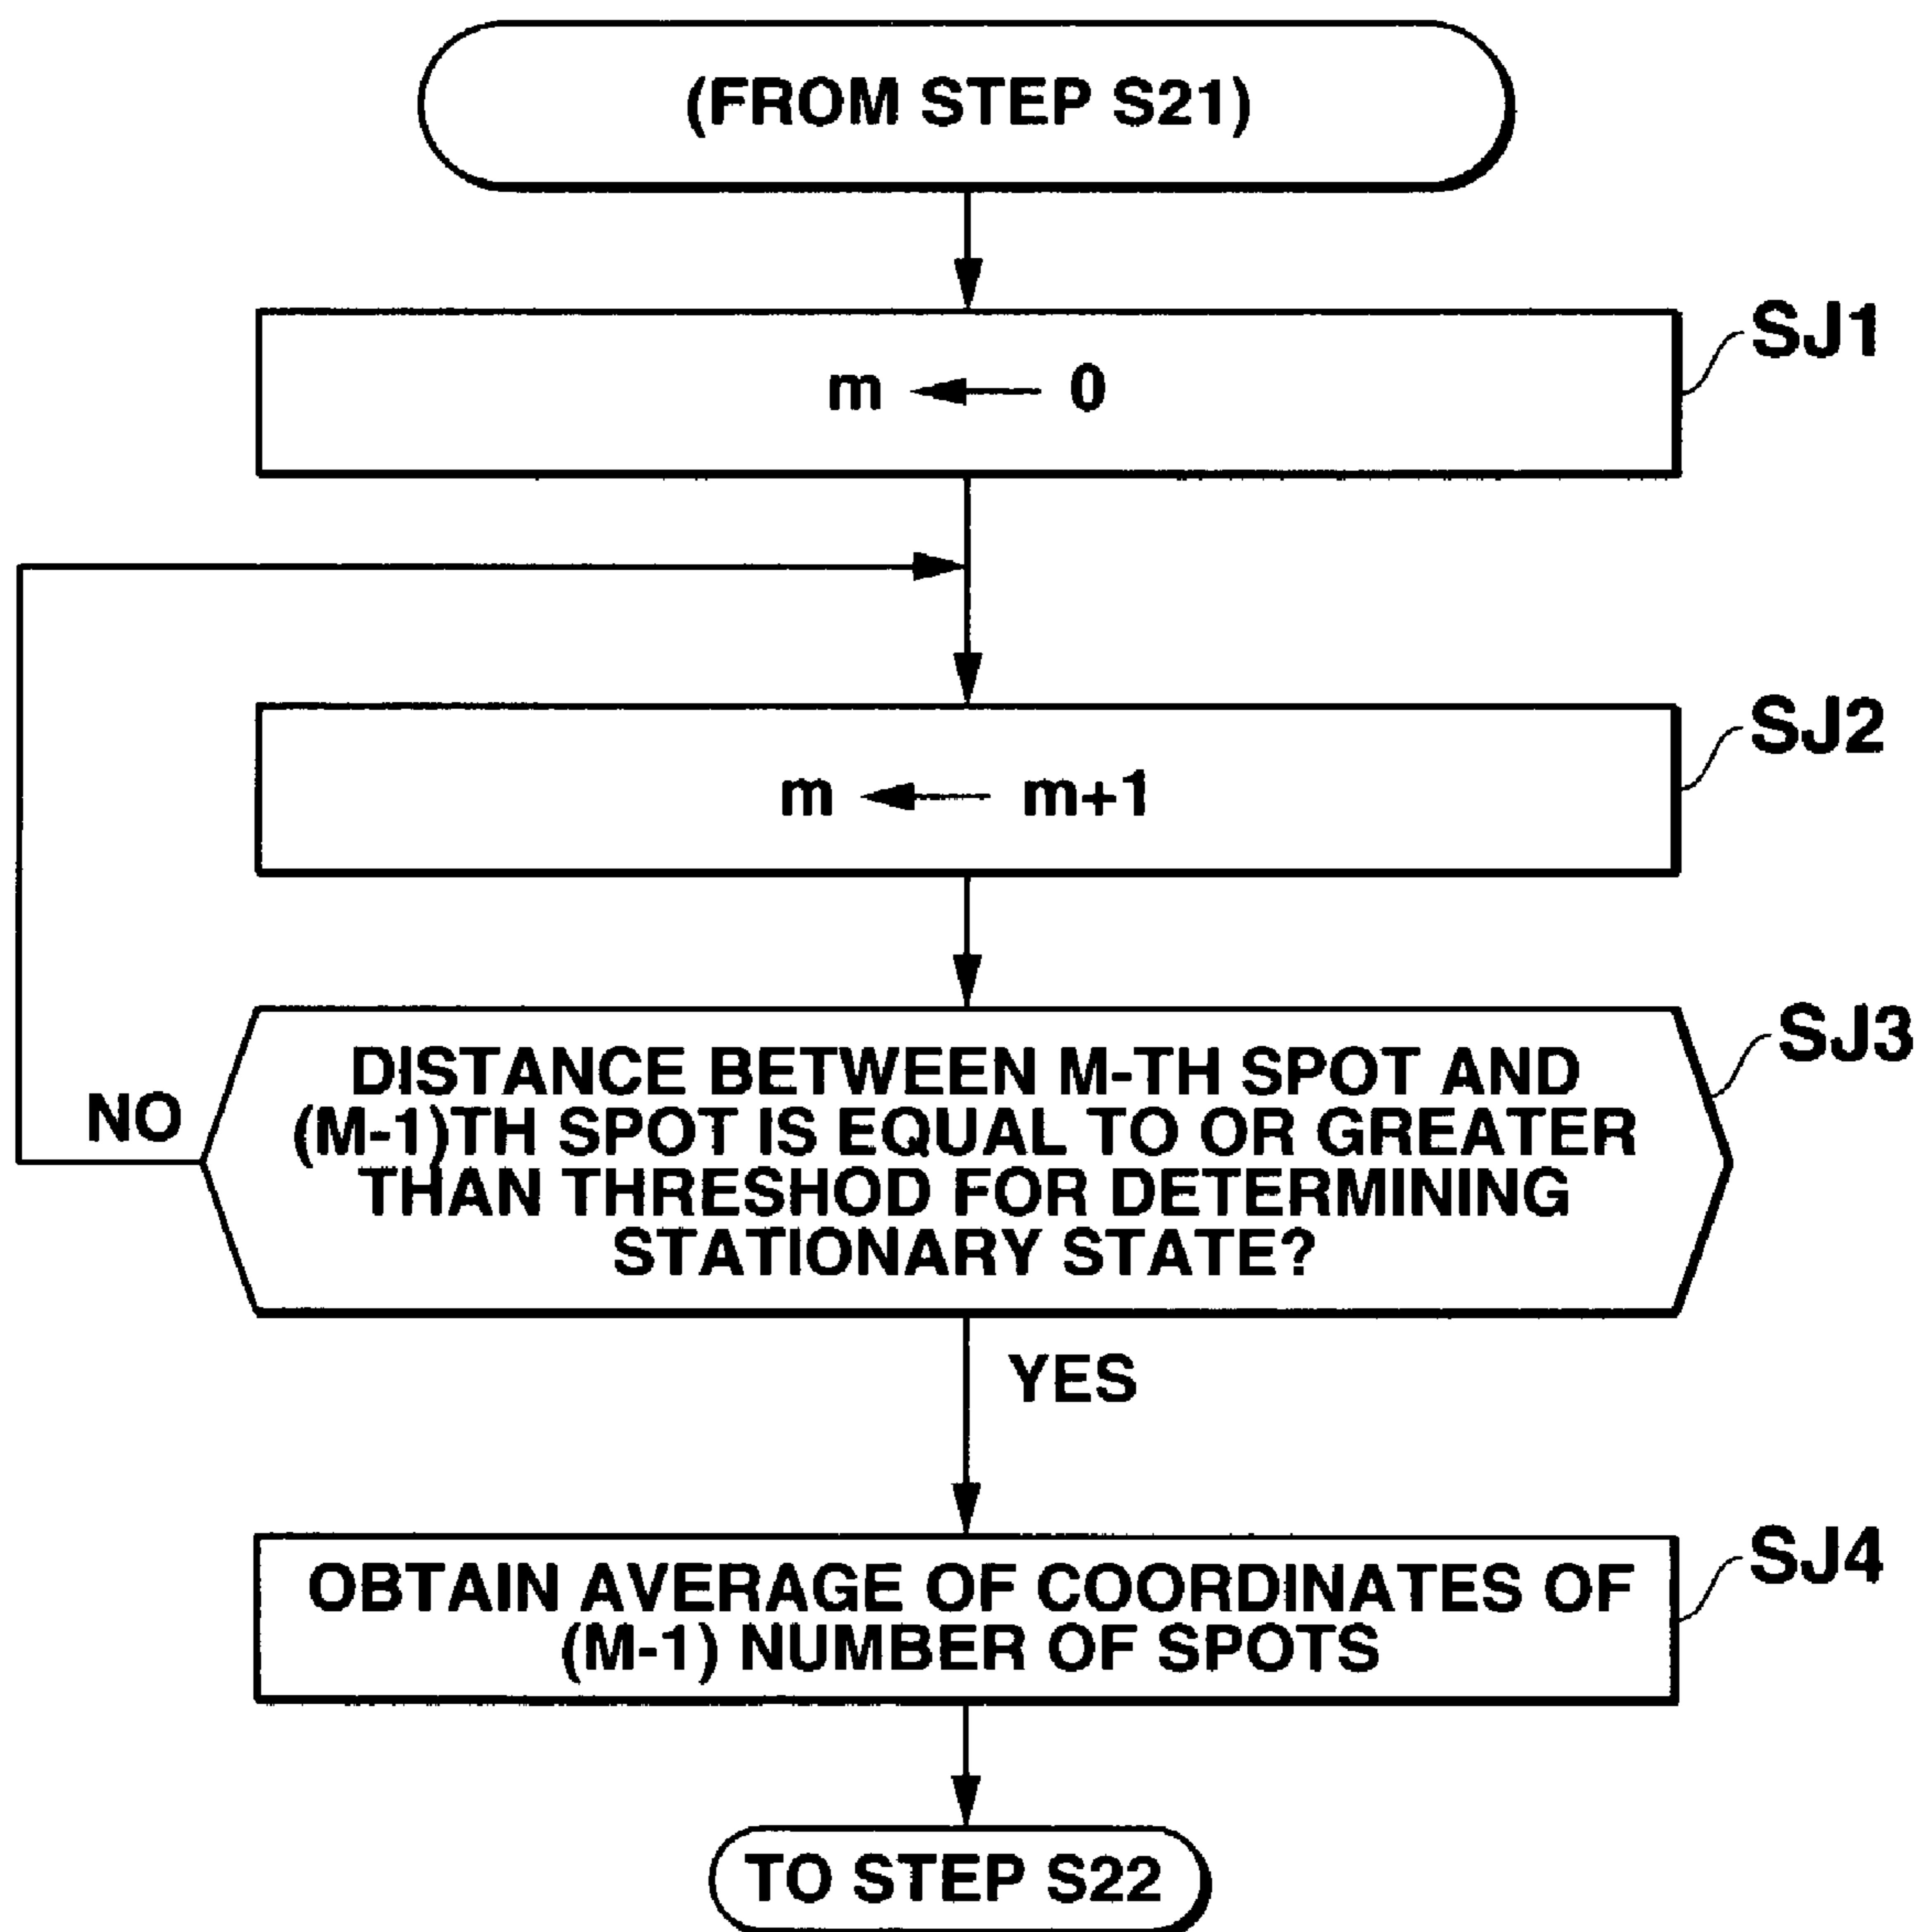 (FROM STEP S21)
SJ1
m ← 0
SJ2
m ← m+1
SJ3
DISTANCE BETWEEN M-TH SPOT AND
(M-1)TH SPOT IS EQUAL TO OR GREATER
THAN THRESHOD FOR DETERMINING
STATIONARY STATE?
NO
YES
SJ4
OBTAIN AVERAGE OF COORDINATES OF
(M-1) NUMBER OF SPOTS
TO STEP S22